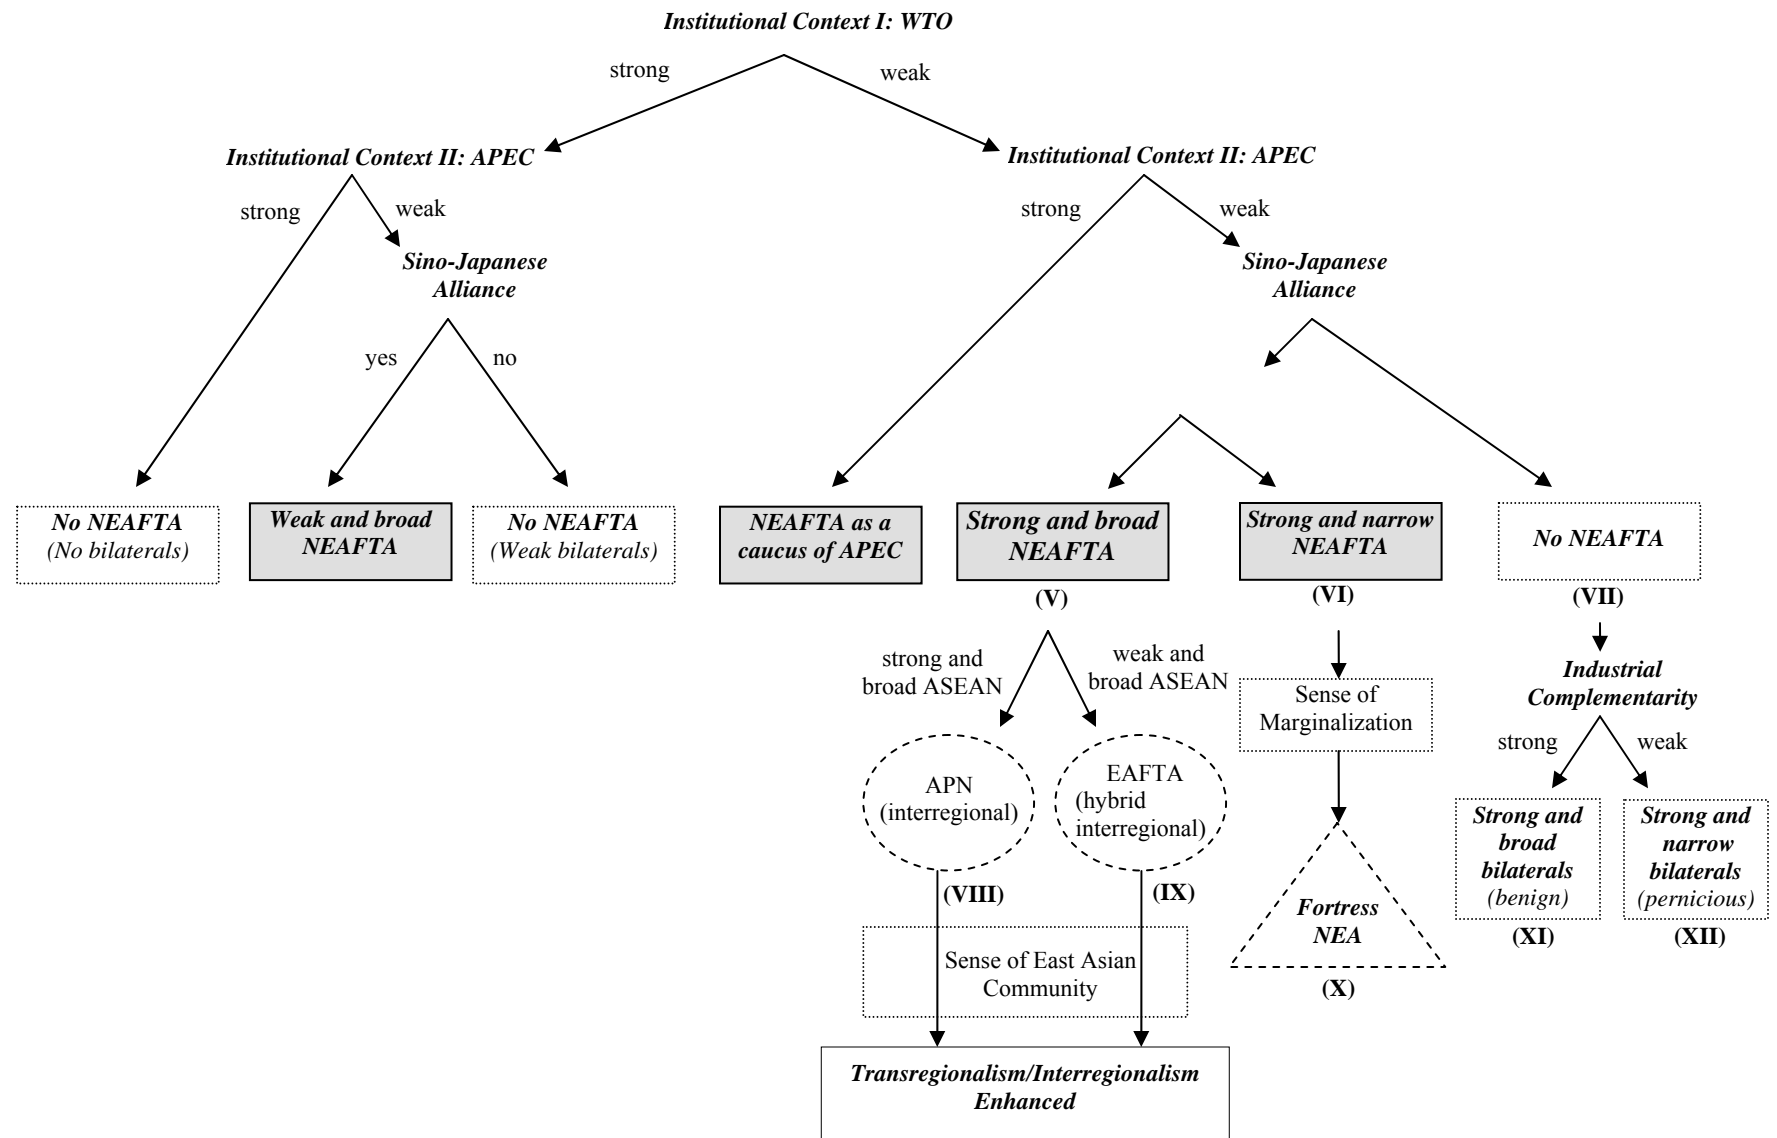 Institutional Context I: WTO
strong
weak
Institutional Context II: APEC
Institutional Context II: APEC
strong
weak
strong
weak
Sino-Japanese
Alliance
Sino-Japanese
Alliance
yes
no
No NEAFTA
(No bilaterals)
Weak and broad
NEAFTA
No NEAFTA
(Weak bilaterals)
NEAFTA as a
caucus of APEC
Strong and broad
NEAFTA
(V)
Strong and narrow
NEAFTA
(VI)
No NEAFTA
(VII)
strong and
broad ASEAN
weak and
broad ASEAN
Sense of
Marginalization
Industrial
Complementarity
strong
weak
APN
(interregional)
(VIII)
EAFTA
(hybrid
interregional)
(IX)
Fortress
NEA
(X)
Strong and
broad
bilaterals
(benign)
(XI)
Strong and
narrow
bilaterals
(pernicious)
(XII)
Sense of East Asian
Community
Transregionalism/Interregionalism
Enhanced